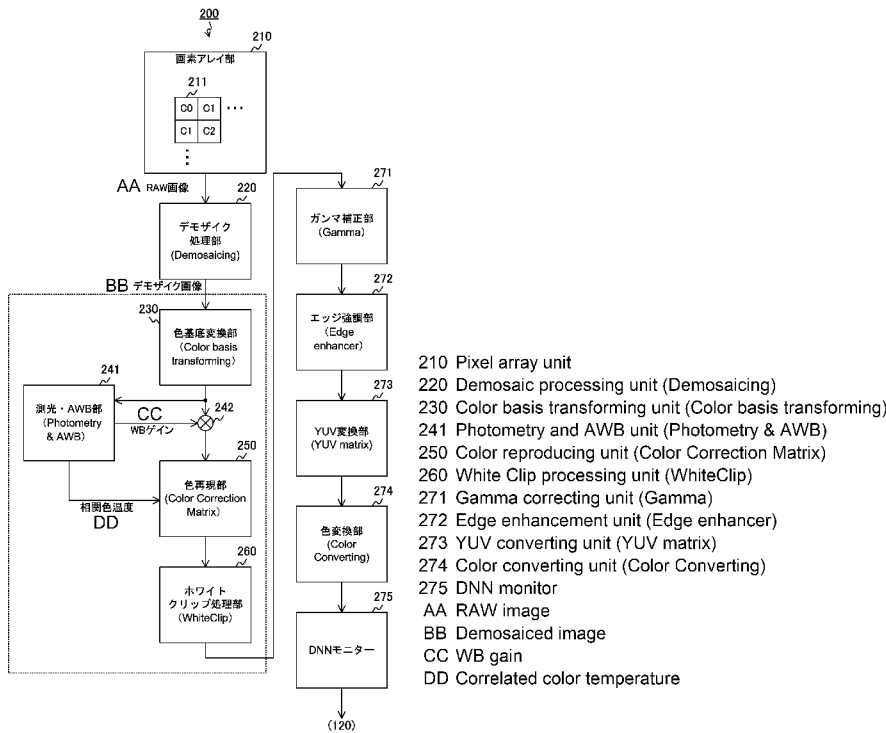 200
210
画素アレイ部
211
C0 C1 ・・・
C1 C2
⋮
AA RAW画像
220
デモザイク
処理部
(Demosaicing)
BB デモザイク画像
230
色基底変換部
(Color basis
transforming)
241
測光・AWB部
(Photometry
& AWB)
CC
WBゲイン
242
250
色再現部
(Color Correction
Matrix)
相関色温度
DD
260
ホワイト
クリップ処理部
(WhiteClip)
271
ガンマ補正部
(Gamma)
272
エッジ強調部
(Edge
enhancer)
273
YUV変換部
(YUV matrix)
274
色変換部
(Color
Converting)
275
DNNモニター
(120)
210 Pixel array unit
220 Demosaic processing unit (Demosaicing)
230 Color basis transforming unit (Color basis transforming)
241 Photometry and AWB unit (Photometry & AWB)
250 Color reproducing unit (Color Correction Matrix)
260 White Clip processing unit (WhiteClip)
271 Gamma correcting unit (Gamma)
272 Edge enhancement unit (Edge enhancer)
273 YUV converting unit (YUV matrix)
274 Color converting unit (Color Converting)
275 DNN monitor
AA RAW image
BB Demosaiced image
CC WB gain
DD Correlated color temperature